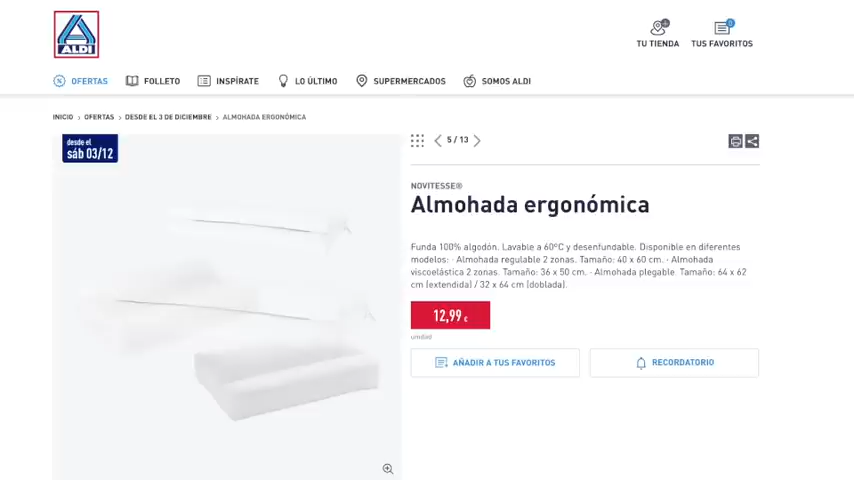 ALDI
TU TIENDA
TUS FAVORITOS
OFERTAS
FOLLETO
INSPÍRATE
LO ÚLTIMO
SUPERMERCADOS
SOMOS ALDI
INICIO > OFERTAS > DESDE EL 3 DE DICIEMBRE > ALMOHADA ERGONÓMICA
desde el
sáb 03/12
5 / 13
NOVITESSE®
Almohada ergonómica
Funda 100% algodón. Lavable a 60ºC y desenfundable. Disponible en diferentes
modelos: · Almohada regulable 2 zonas. Tamaño: 40 x 60 cm. · Almohada
viscoelástica 2 zonas. Tamaño: 36 x 50 cm. · Almohada plegable. Tamaño: 64 x 62
cm (extendida) / 32 x 64 cm (doblada).
12,99 €
unidad
AÑADIR A TUS FAVORITOS
RECORDATORIO